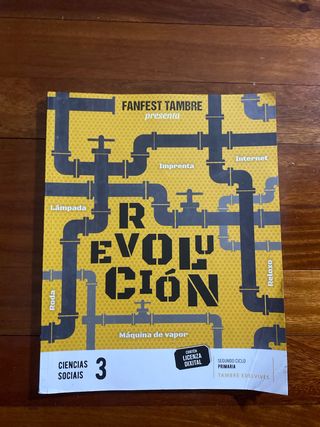 FANFEST TAMBRE
presenta
Internet
Imprenta
Lámpada
R
EVOLU
CIÓN
Reloxo
Roda
Máquina de vapor
CIENCIAS
SOCIAIS
3
CONTÉN
LICENZA
DIXITAL
SEGUNDO CICLO
PRIMARIA
TAMBRE EDELVIVES